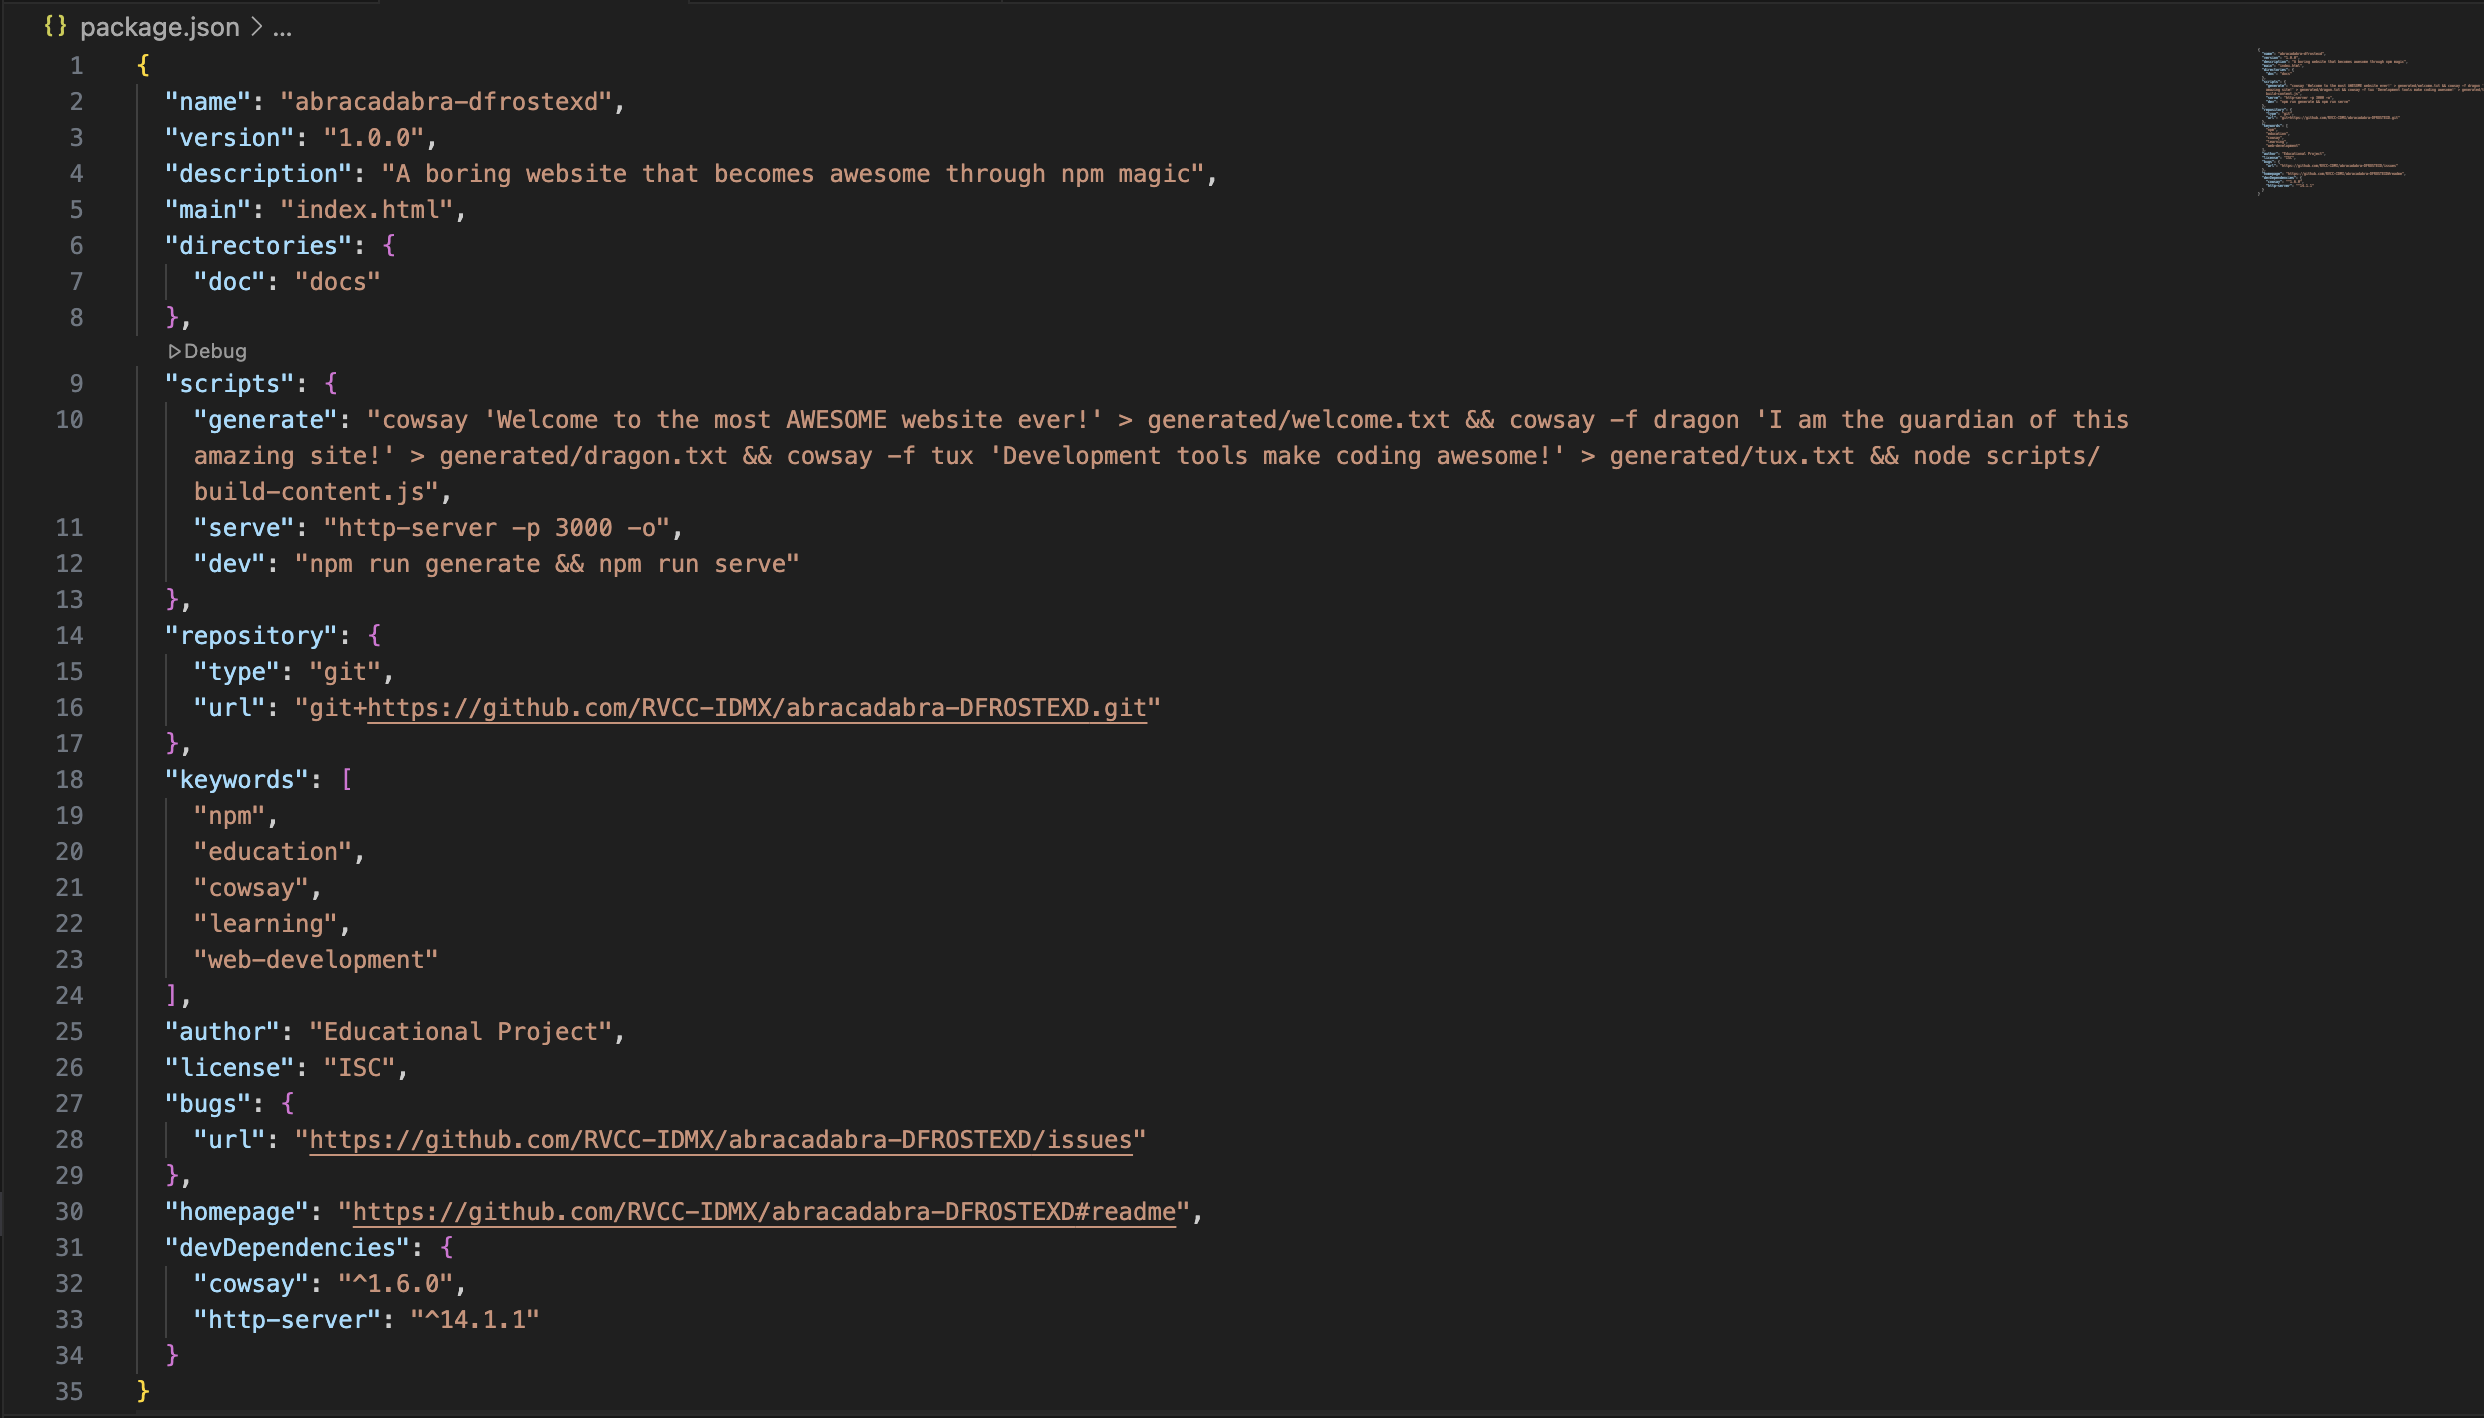 {} package.json > ...
1 {
2 "name": "abracadabra-dfrostexd",
3 "version": "1.0.0",
4 "description": "A boring website that becomes awesome through npm magic",
5 "main": "index.html",
6 "directories": {
7 "doc": "docs"
8 },
Debug
9 "scripts": {
10 "generate": "cowsay 'Welcome to the most AWESOME website ever!' > generated/welcome.txt && cowsay -f dragon 'I am the guardian of this
amazing site!' > generated/dragon.txt && cowsay -f tux 'Development tools make coding awesome!' > generated/tux.txt && node scripts/
build-content.js",
11 "serve": "http-server -p 3000 -o",
12 "dev": "npm run generate && npm run serve"
13 },
14 "repository": {
15 "type": "git",
16 "url": "git+https://github.com/RVCC-IDMX/abracadabra-DFROSTEXD.git"
17 },
18 "keywords": [
19 "npm",
20 "education",
21 "cowsay",
22 "learning",
23 "web-development"
24 ],
25 "author": "Educational Project",
26 "license": "ISC",
27 "bugs": {
28 "url": "https://github.com/RVCC-IDMX/abracadabra-DFROSTEXD/issues"
29 },
30 "homepage": "https://github.com/RVCC-IDMX/abracadabra-DFROSTEXD#readme",
31 "devDependencies": {
32 "cowsay": "^1.6.0",
33 "http-server": "^14.1.1"
34 }
35 }